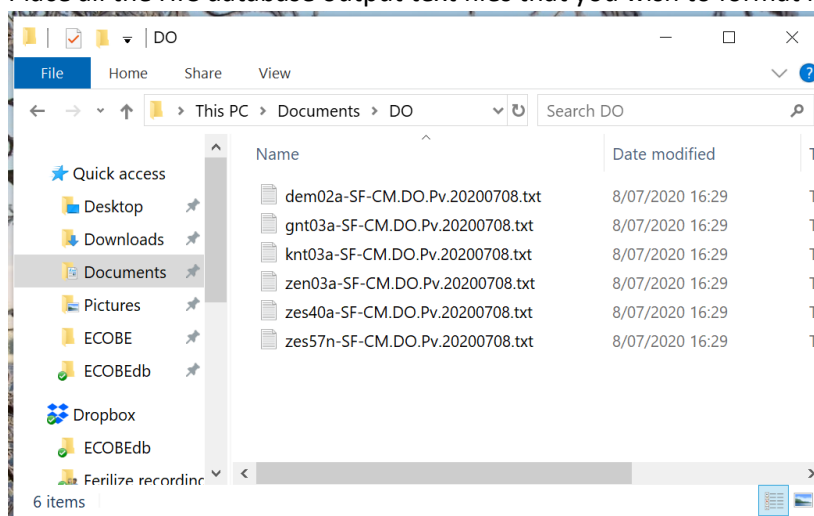 DO
File Home Share View
This PC > Documents > DO Search DO
Name Date modified
Quick access
Desktop
Downloads
Documents
Pictures
ECOBE
ECOBEdb
Dropbox
ECOBEdb
Ferilize recording
dem02a-SF-CM.DO.Pv.20200708.txt 8/07/2020 16:29
gnt03a-SF-CM.DO.Pv.20200708.txt 8/07/2020 16:29
knt03a-SF-CM.DO.Pv.20200708.txt 8/07/2020 16:29
zen03a-SF-CM.DO.Pv.20200708.txt 8/07/2020 16:29
zes40a-SF-CM.DO.Pv.20200708.txt 8/07/2020 16:29
zes57n-SF-CM.DO.Pv.20200708.txt 8/07/2020 16:29
6 items